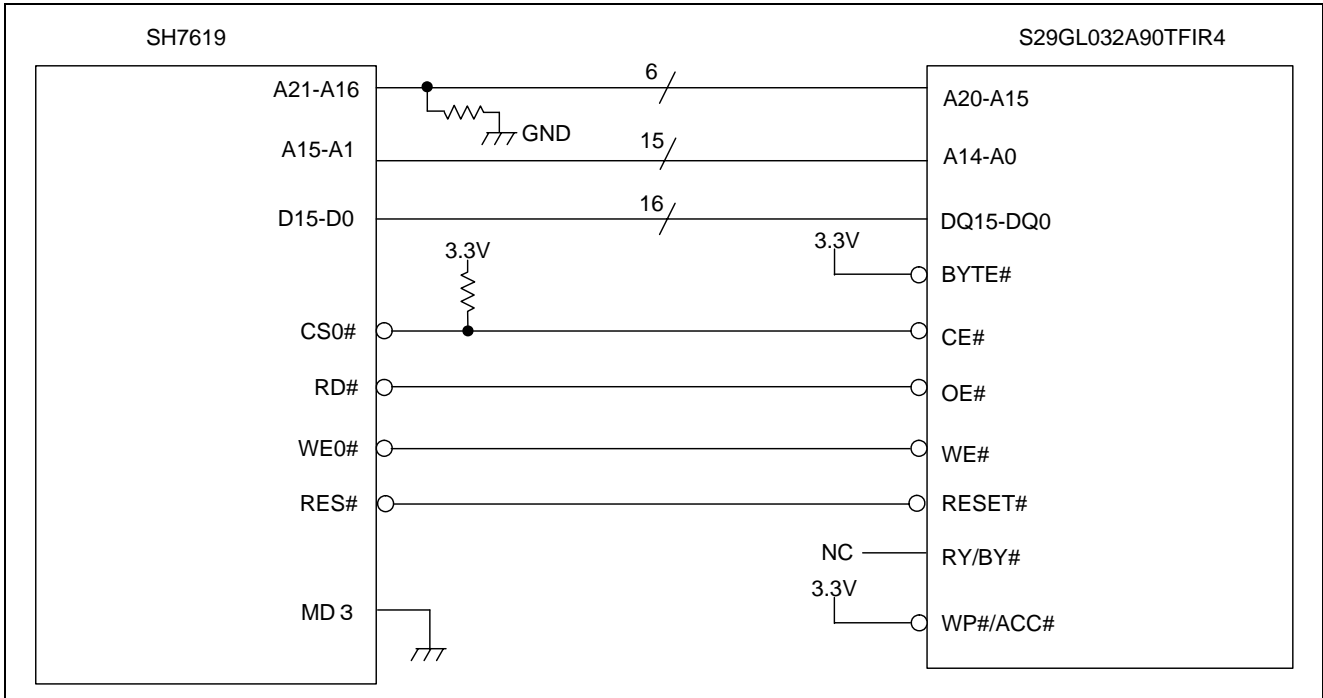 SH7619
S29GL032A90TFIR4
A21-A16
6
A20-A15
GND
A15-A1
15
A14-A0
D15-D0
16
DQ15-DQ0
3.3V
3.3V
BYTE#
CS0#
CE#
RD#
OE#
WE0#
WE#
RES#
RESET#
NC
RY/BY#
3.3V
MD 3
WP#/ACC#